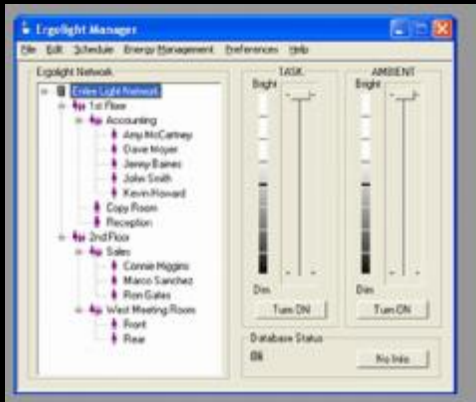 Ergolight Manager
File Edit Schedule Energy Management Preferences Help
Ergolight Network
Entire Light Network
1st Floor
Accounting
Amy McCartney
Dave Moyer
Jenny Baines
John Smith
Kevin Howard
Copy Room
Reception
2nd Floor
Sales
Connie Higgins
Marco Sanchez
Ron Gates
West Meeting Room
Front
Rear
TASK
Bright
Dim
Turn ON
AMBIENT
Bright
Dim
Turn ON
Database Status
Ok
No Info